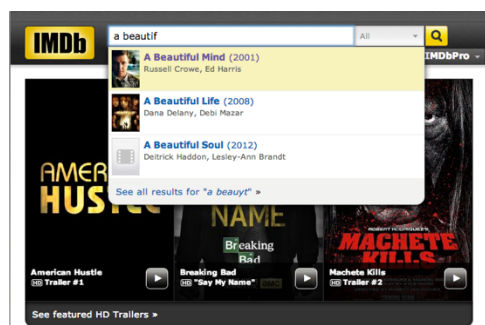 IMDb
a beautif
All
IMDbPro
A Beautiful Mind (2001)
Russell Crowe, Ed Harris
A Beautiful Life (2008)
Dana Delany, Debi Mazar
A Beautiful Soul (2012)
Deitrick Haddon, Lesley-Ann Brandt
See all results for "a beauyt" »
AMER
HUSTLE
NAME
Breaking
Bad
ROBERT RODRIGUEZ'S
MACHETE
KILLS
American Hustle
HD Trailer #1
Breaking Bad
HD "Say My Name"
Machete Kills
HD Trailer #2
See featured HD Trailers »